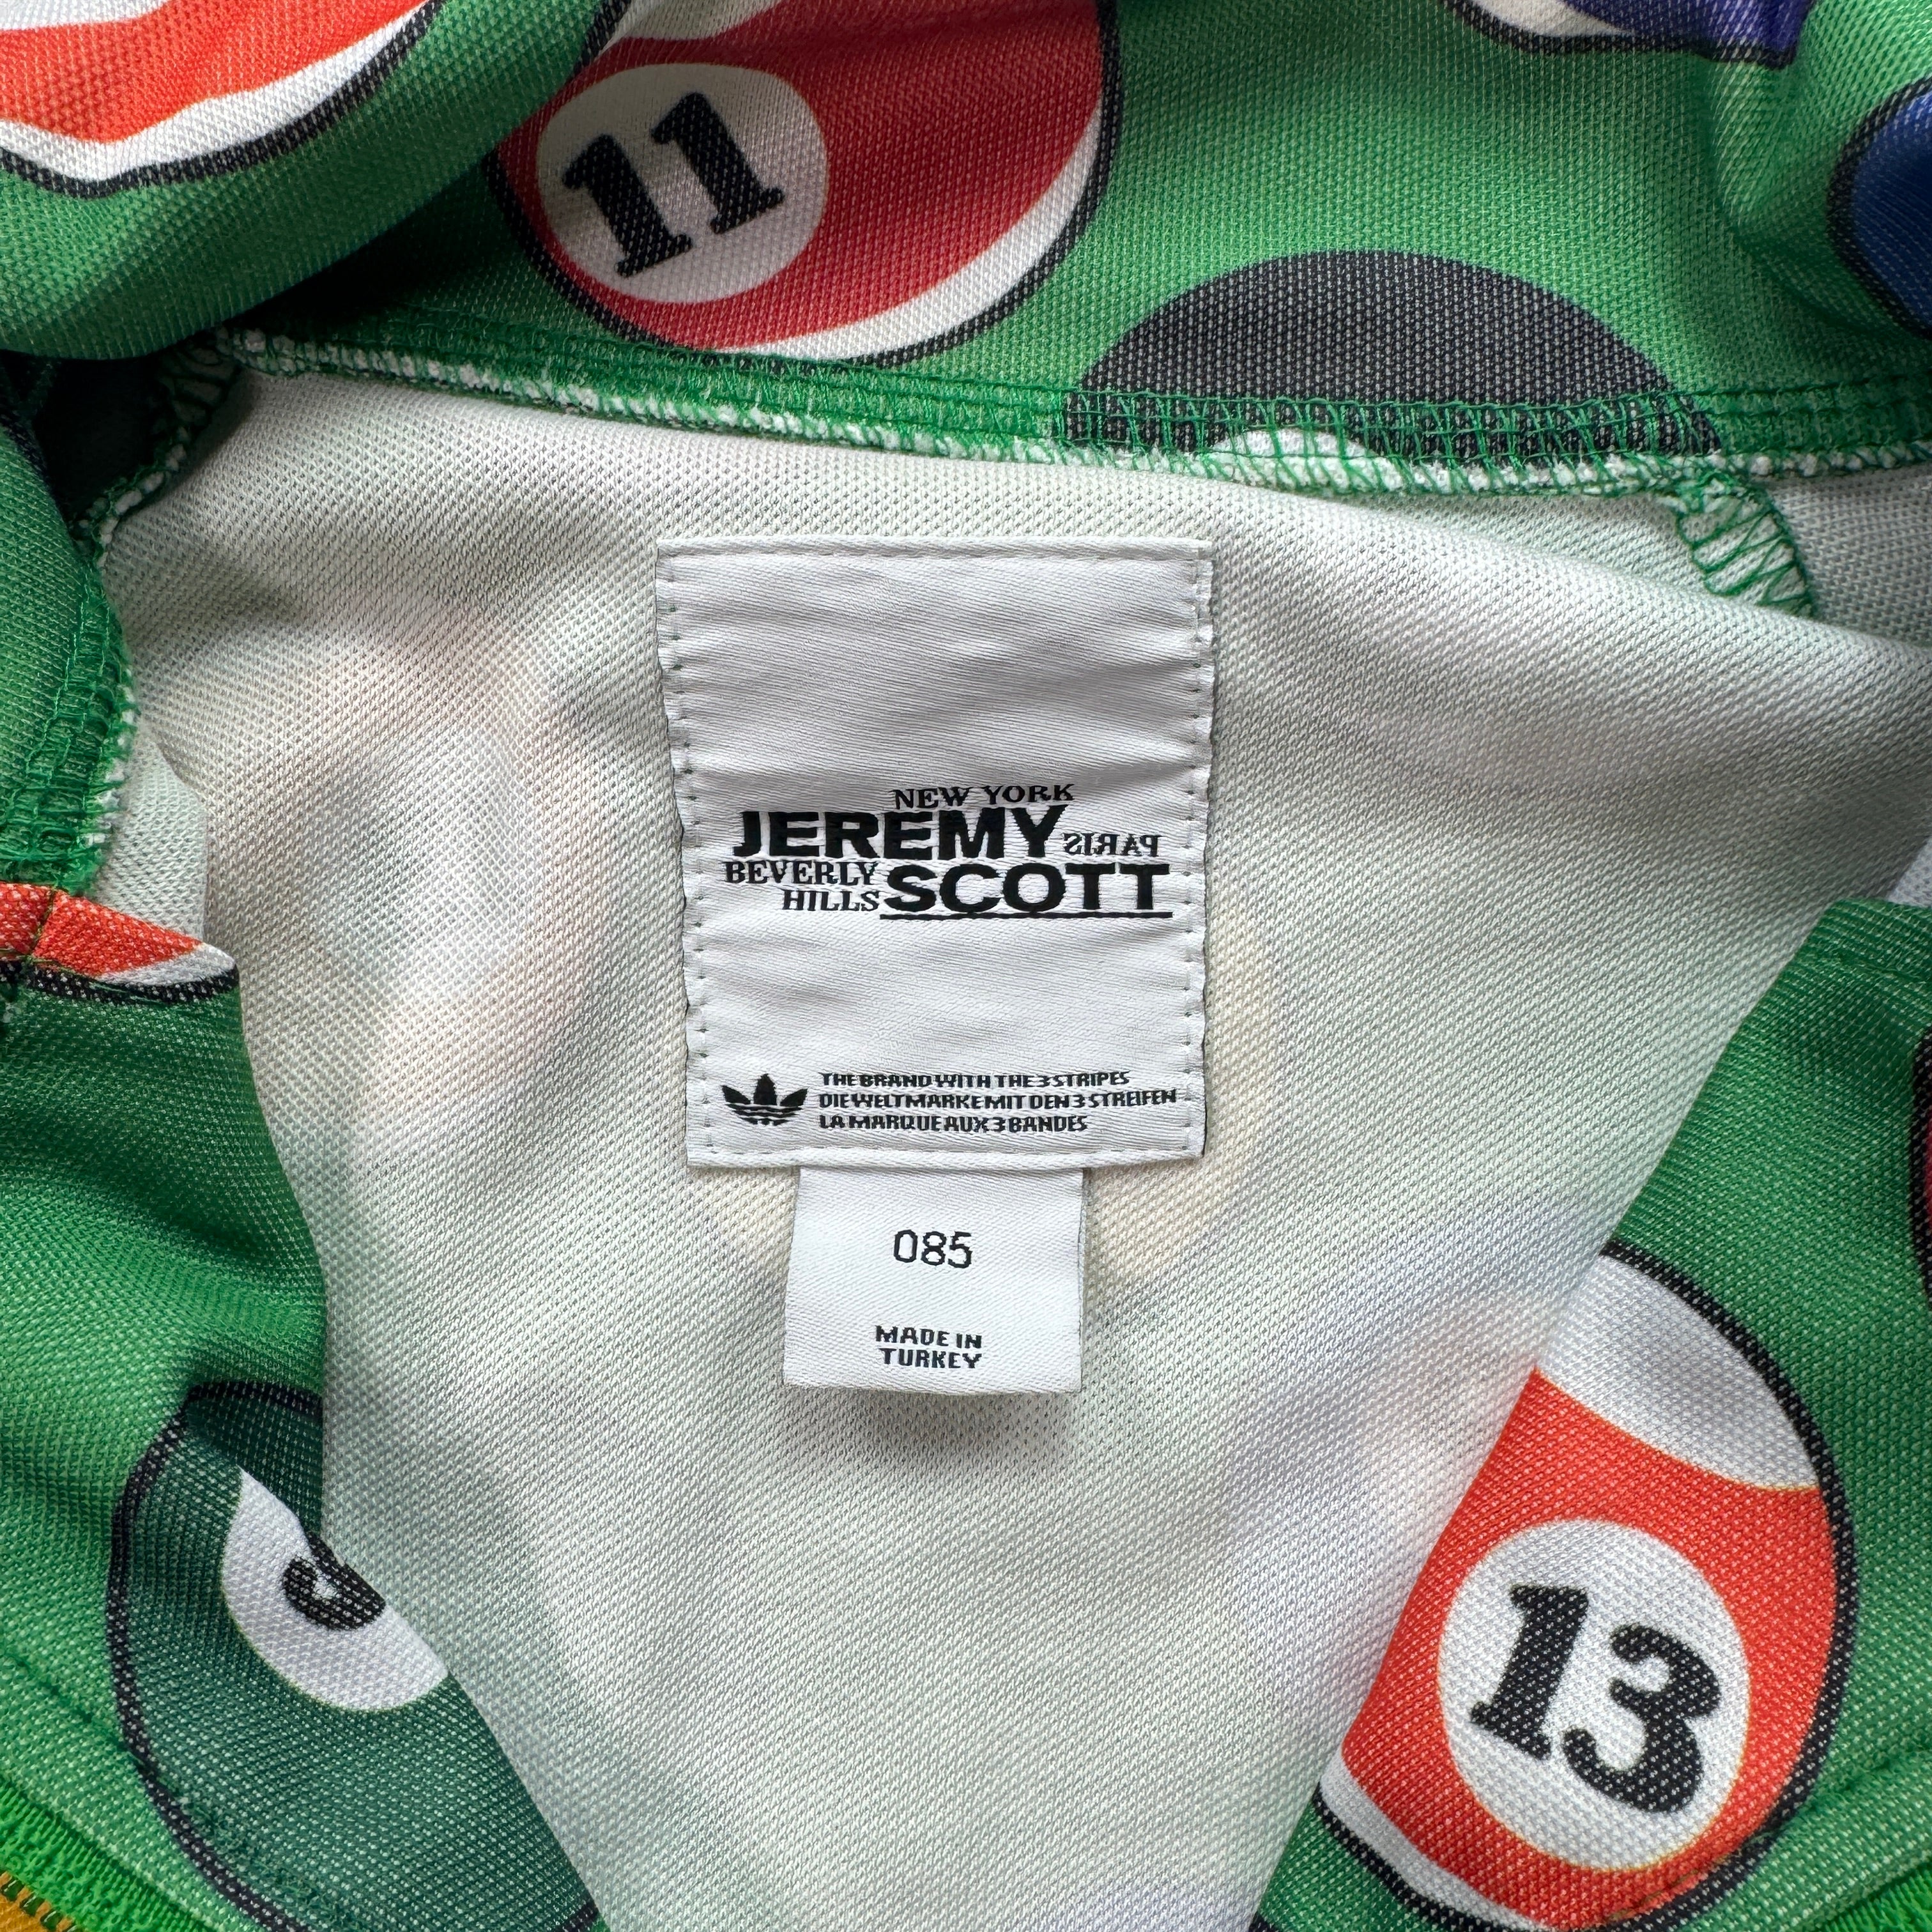 11
NEW YORK
JEREMY PARIS
BEVERLY
HILLS SCOTT
THE BRAND WITH THE 3 STRIPES
DIE WELTMARKE MIT DEN 3 STREIFEN
LA MARQUE AUX 3 BANDES
085
MADE IN
TURKEY
13